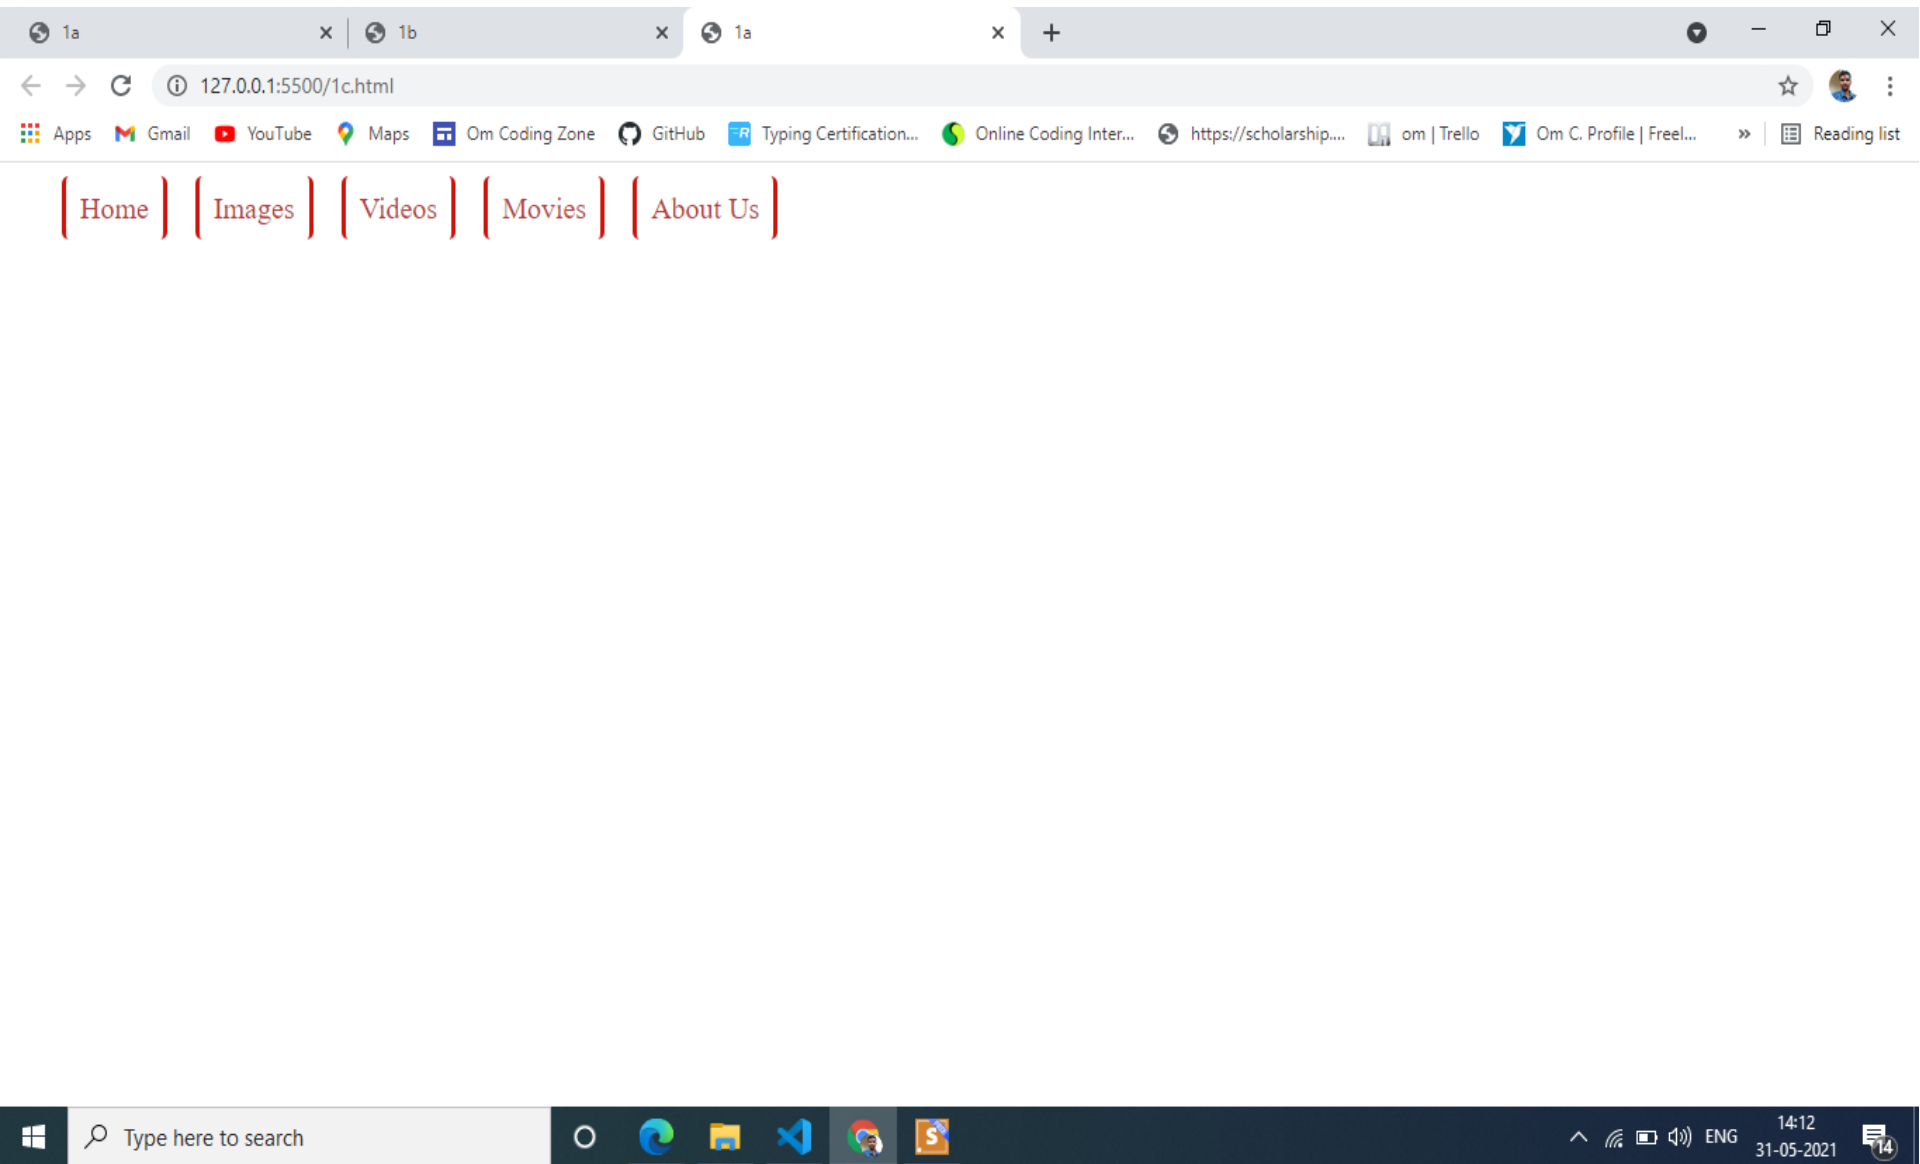 1a 1b 1a
127.0.0.1:5500/1c.html
Apps Gmail YouTube Maps Om Coding Zone GitHub Typing Certification... Online Coding Inter... https://scholarship.... om | Trello Om C. Profile | Freel... » Reading list
Home Images Videos Movies About Us
Type here to search
ENG
14:12
31-05-2021
14